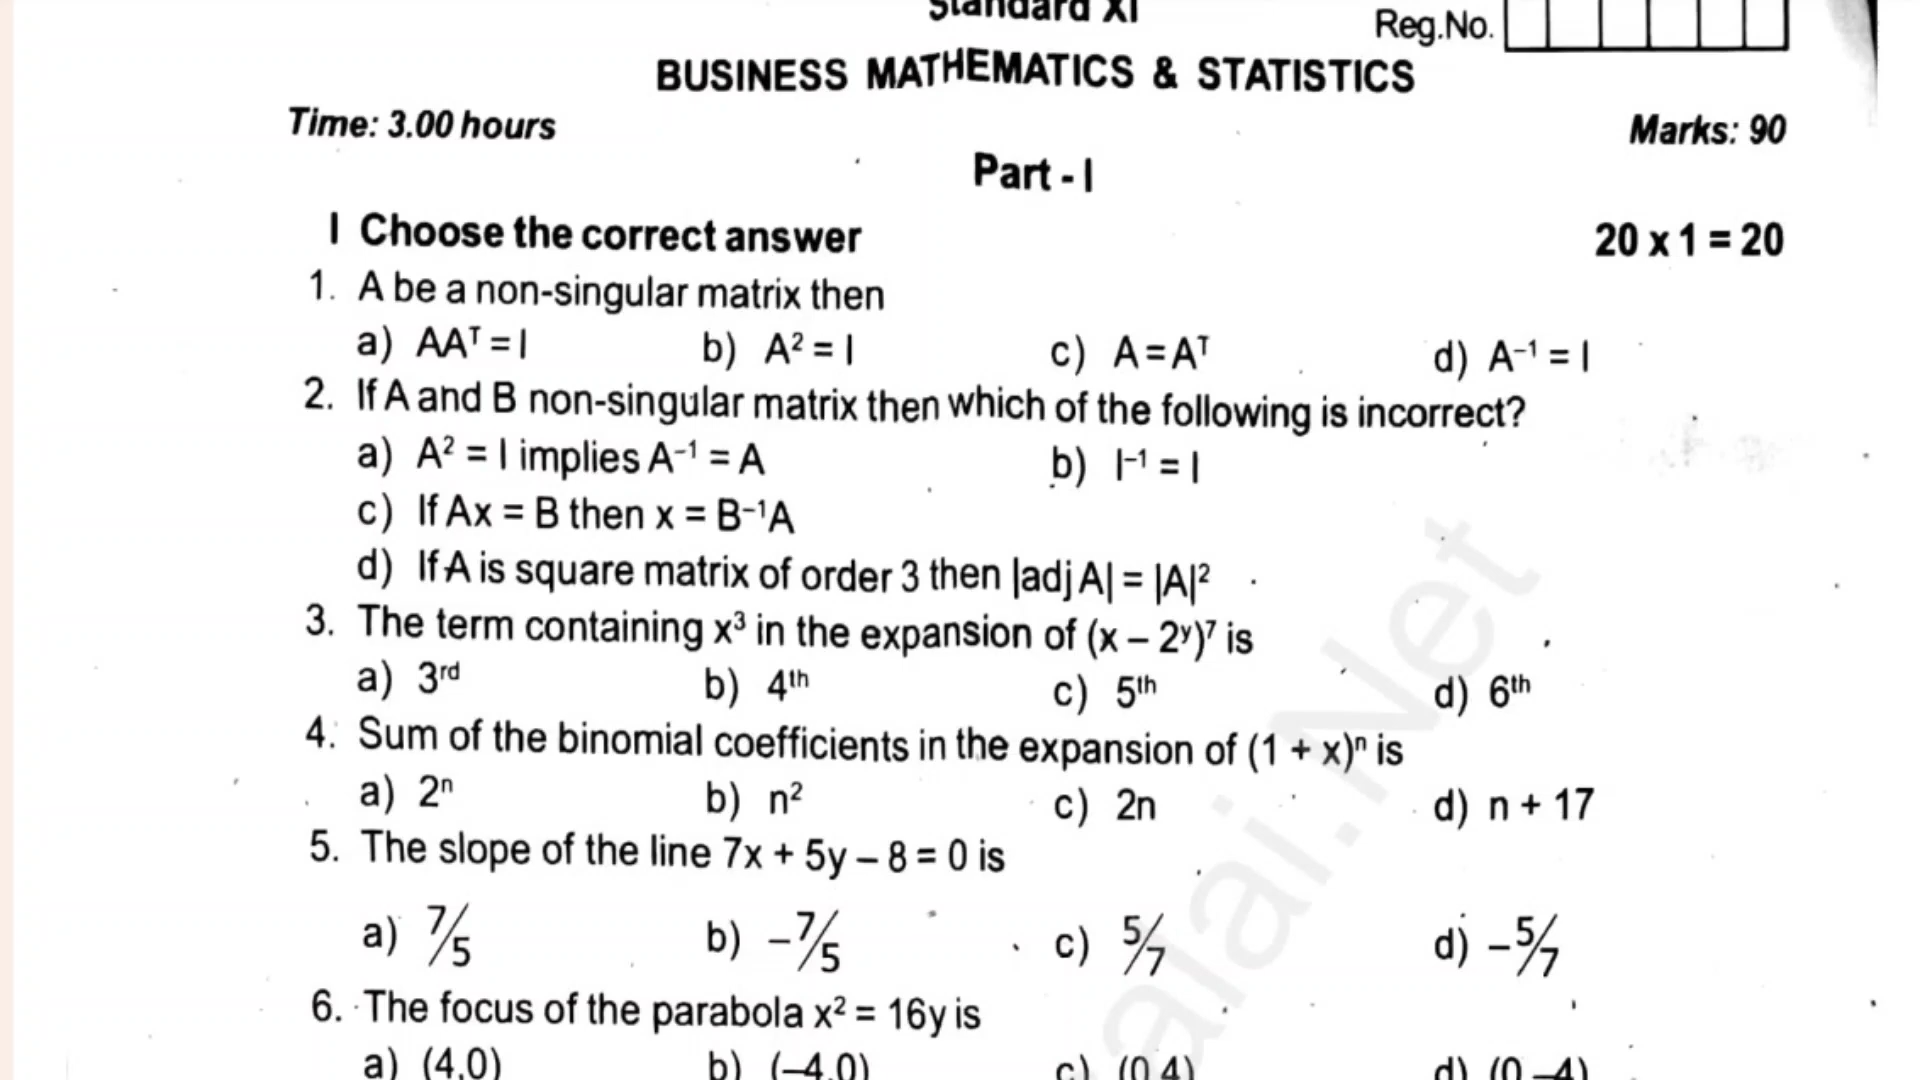 Standard XI
Reg.No.
BUSINESS MATHEMATICS & STATISTICS
Time: 3.00 hours
Marks: 90
Part - I
I Choose the correct answer 20 x 1 = 20
1. A be a non-singular matrix then
a) AAᵀ = I b) A² = I c) A = Aᵀ d) A⁻¹ = I
2. If A and B non-singular matrix then which of the following is incorrect?
a) A² = I implies A⁻¹ = A b) I⁻¹ = I
c) If Ax = B then x = B⁻¹A
d) If A is square matrix of order 3 then |adj A| = |A|²
3. The term containing x³ in the expansion of (x – 2ʸ)⁷ is
a) 3ʳᵈ b) 4ᵗʰ c) 5ᵗʰ d) 6ᵗʰ
4. Sum of the binomial coefficients in the expansion of (1 + x)ⁿ is
a) 2ⁿ b) n² c) 2n d) n + 17
5. The slope of the line 7x + 5y – 8 = 0 is
a) 7/5 b) –7/5 c) 5/7 d) –5/7
6. The focus of the parabola x² = 16y is
a) (4,0) b) (–4,0) c) (0,4) d) (0,–4)
alai.Net